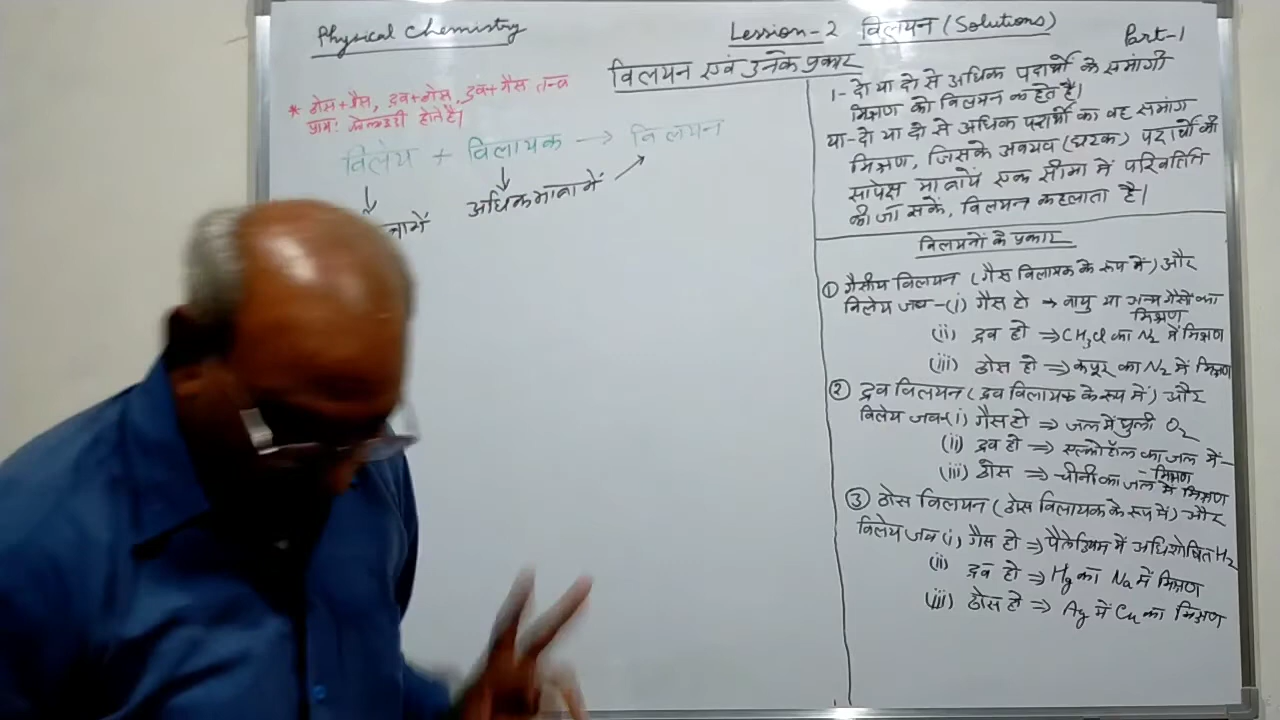 Physical Chemistry
Lession-2 विलयन (Solutions)
Part-1
विलयन एवं उनके प्रकार
* ठोस+गैस, द्रव+ठोस, द्रव+गैस
प्रायः होते है।
विलेय + विलायक → विलयन
अधिक मात्रा में
1- दो या दो से अधिक पदार्थो के समांगी
मिश्रण को विलयन कहते है।
या- दो या दो से अधिक पदार्थो का वह समांग
मिश्रण, जिसके अवयव (घटक) पदार्थो की
सापेक्ष मात्रायें एक सीमा में परिवर्तित
की जा सकें, विलयन कहलाता है।
विलयनों के प्रकार
① गैसीय विलयन (गैस विलायक के रूप में) और
विलेय जब -(i) गैस हो → वायु या अन्य गैसों का
मिश्रण
(ii) द्रव हो ⇒ CH3Cl का N2 में मिश्रण
(iii) ठोस हो ⇒ कपूर का N2 में मिश्रण
② द्रव विलयन (द्रव विलायक के रूप में) और
विलेय जब (i) गैस हो ⇒ जल में घुली O2
(ii) द्रव हो ⇒ एल्कोहॉल का जल में-
-मिश्रण
(iii) ठोस ⇒ चीनी का जल में मिश्रण
③ ठोस विलयन (ठोस विलायक के रूप में) और
विलेय जब (i) गैस हो ⇒ पैलेडियम में अधिशोषित H2
(ii) द्रव हो ⇒ Hg का Na में मिश्रण
(iii) ठोस हो ⇒ Ag में Cu का मिश्रण